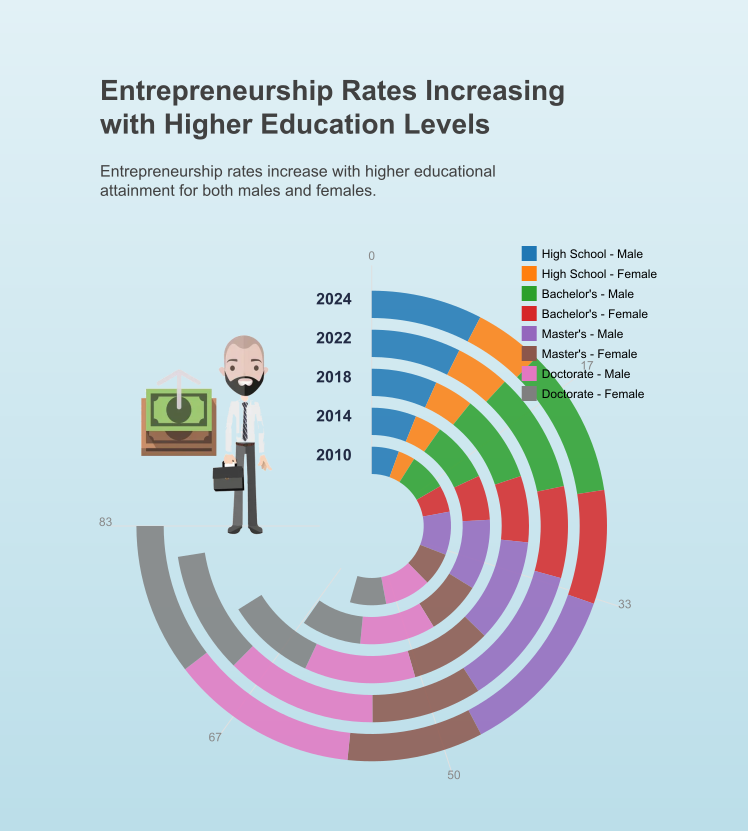 Entrepreneurship Rates Increasing
with Higher Education Levels
Entrepreneurship rates increase with higher educational
attainment for both males and females.
0
High School - Male
High School - Female
Bachelor's - Male
Bachelor's - Female
Master's - Male
Master's - Female
17
Doctorate - Male
Doctorate - Female
2024
2022
2018
2014
2010
83
33
67
50